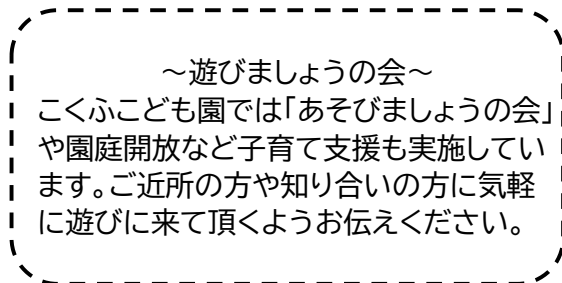 ～遊びましょうの会～
こくふこども園では「あそびましょうの会」
や園庭開放など子育て支援も実施してい
ます。ご近所の方や知り合いの方に気軽
に遊びに来て頂くようお伝えください。